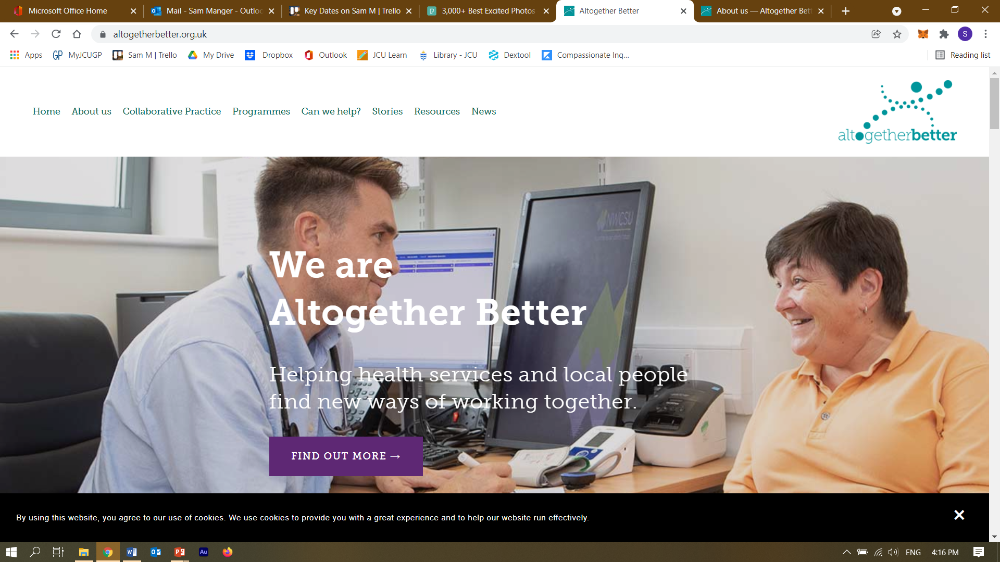 Microsoft Office Home
Mail - Sam Manger - Outloo
Key Dates on Sam M | Trello
3,000+ Best Excited Photos
Altogether Better
About us — Altogether Bett
altogetherbetter.org.uk
S
Apps
MyJCUGP
Sam M | Trello
My Drive
Dropbox
Outlook
JCU Learn
Library - JCU
Dextool
Compassionate Inq...
Reading list
Home
About us
Collaborative Practice
Programmes
Can we help?
Stories
Resources
News
altogetherbetter
NWCSU
We are
Altogether Better
Helping health services and local people
find new ways of working together.
FIND OUT MORE →
By using this website, you agree to our use of cookies. We use cookies to provide you with a great experience and to help our website run effectively.
Au
ENG
4:16 PM